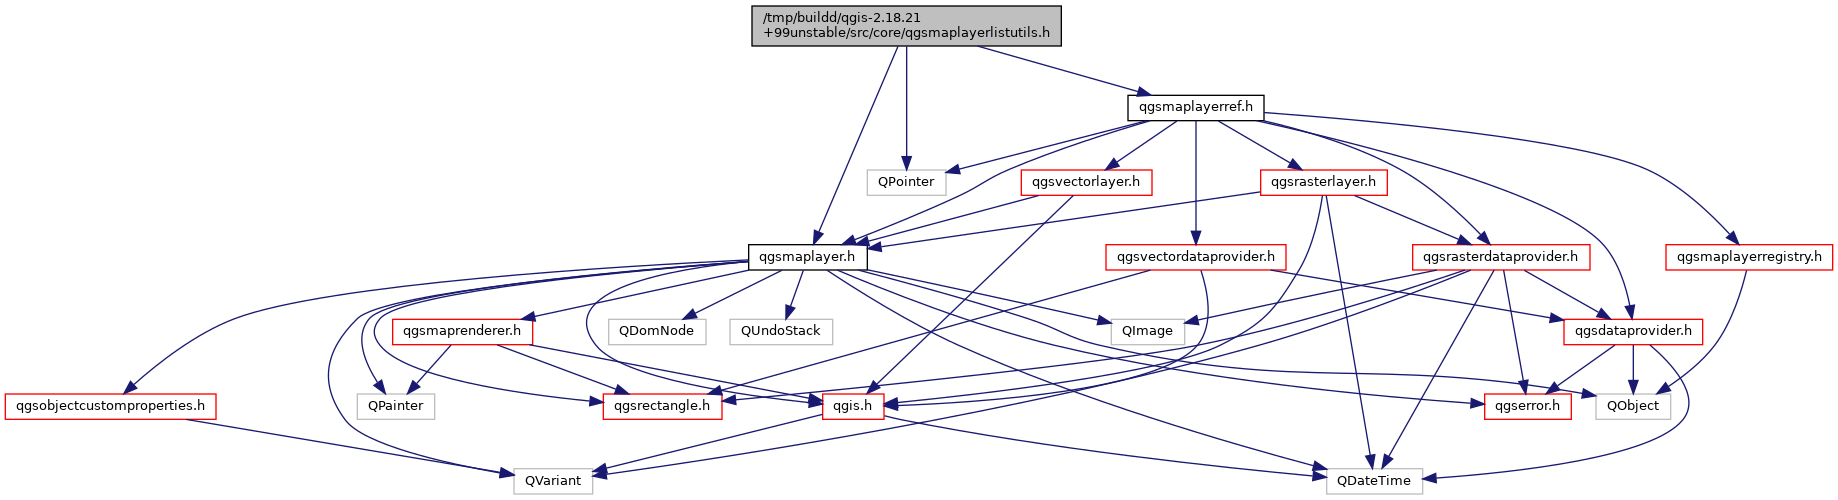 /tmp/buildd/qgis-2.18.21
+99unstable/src/core/qgsmaplayerlistutils.h
qgsmaplayerref.h
QPointer
qgsvectorlayer.h
qgsrasterlayer.h
qgsmaplayer.h
qgsvectordataprovider.h
qgsrasterdataprovider.h
qgsmaplayerregistry.h
qgsmaprenderer.h
QDomNode
QUndoStack
QImage
qgsdataprovider.h
qgsobjectcustomproperties.h
QPainter
qgsrectangle.h
qgis.h
qgserror.h
QObject
QVariant
QDateTime